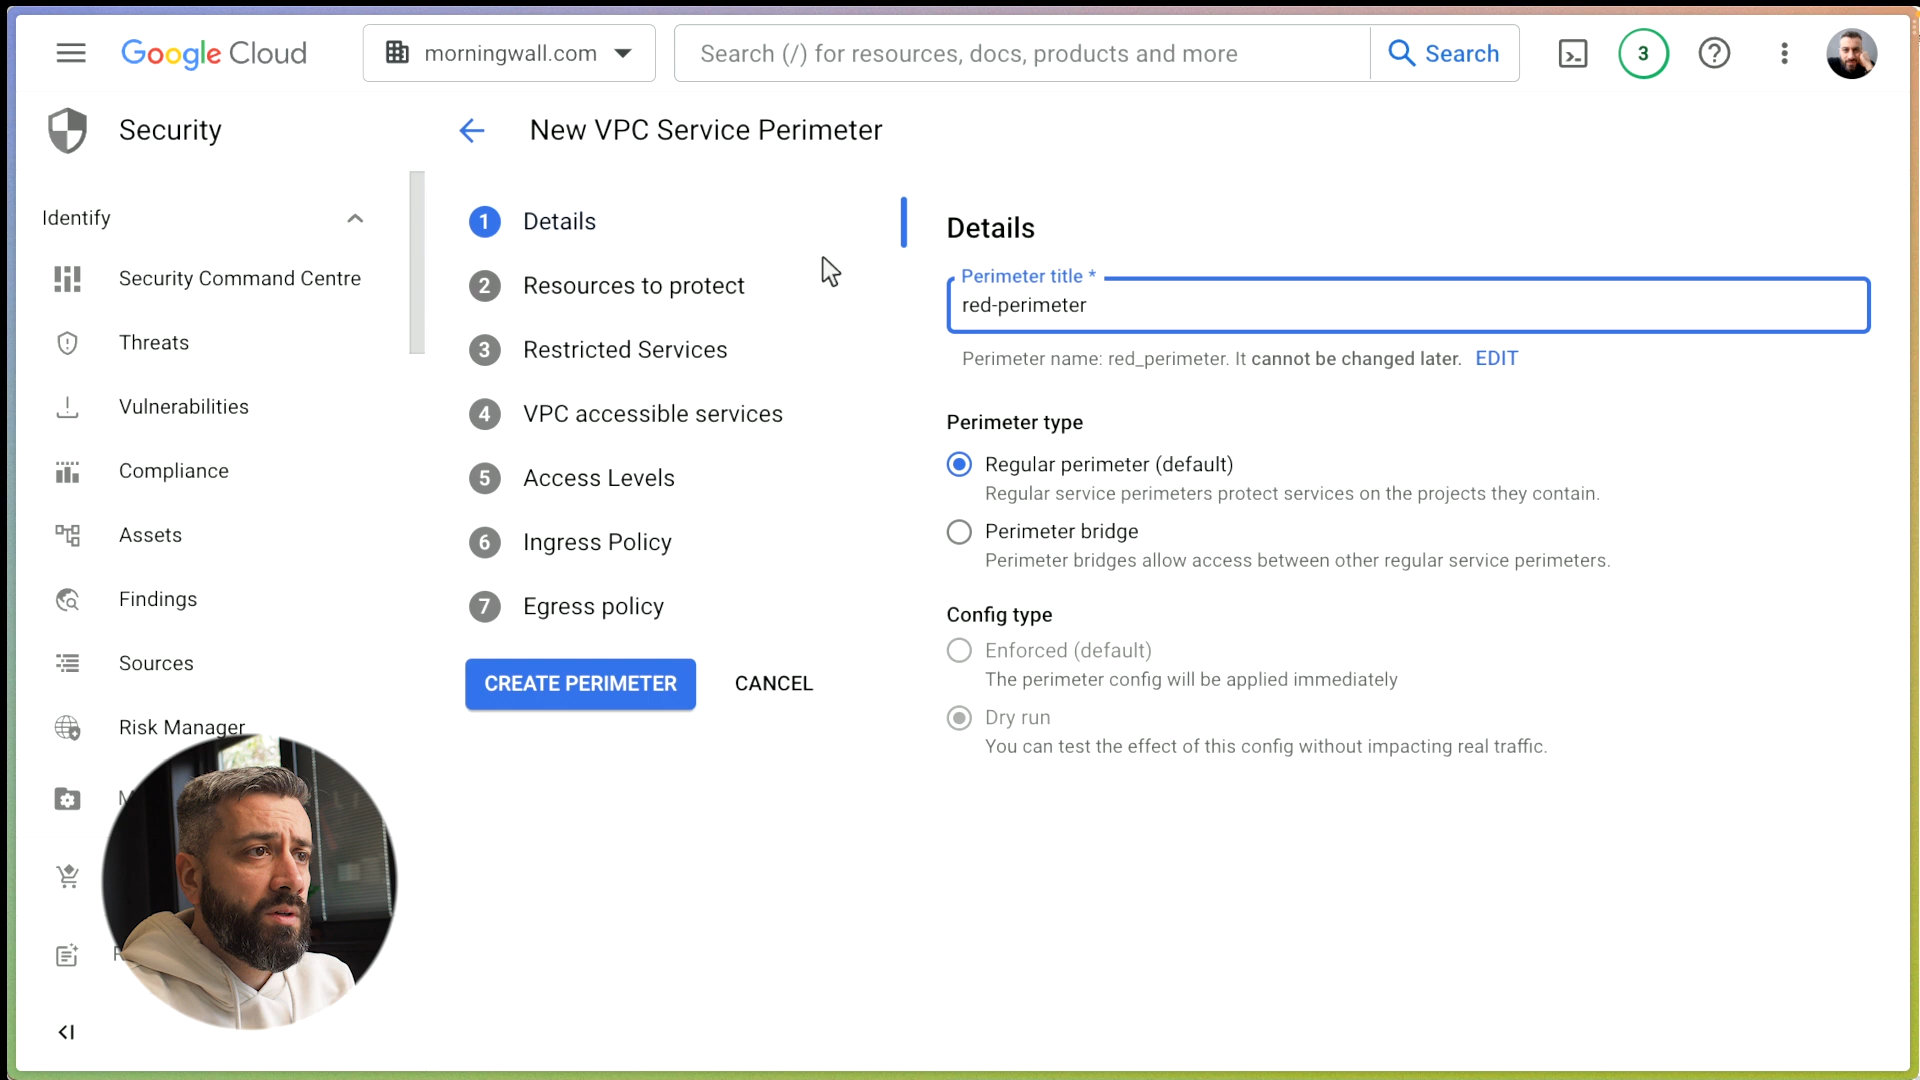 Google Cloud
morningwall.com
Search (/) for resources, docs, products and more
Search
3
Security
New VPC Service Perimeter
Identify
Security Command Centre
Threats
Vulnerabilities
Compliance
Assets
Findings
Sources
Risk Manager
1 Details
2 Resources to protect
3 Restricted Services
4 VPC accessible services
5 Access Levels
6 Ingress Policy
7 Egress policy
CREATE PERIMETER
CANCEL
Details
Perimeter title *
red-perimeter
Perimeter name: red_perimeter. It cannot be changed later. EDIT
Perimeter type
Regular perimeter (default)
Regular service perimeters protect services on the projects they contain.
Perimeter bridge
Perimeter bridges allow access between other regular service perimeters.
Config type
Enforced (default)
The perimeter config will be applied immediately
Dry run
You can test the effect of this config without impacting real traffic.